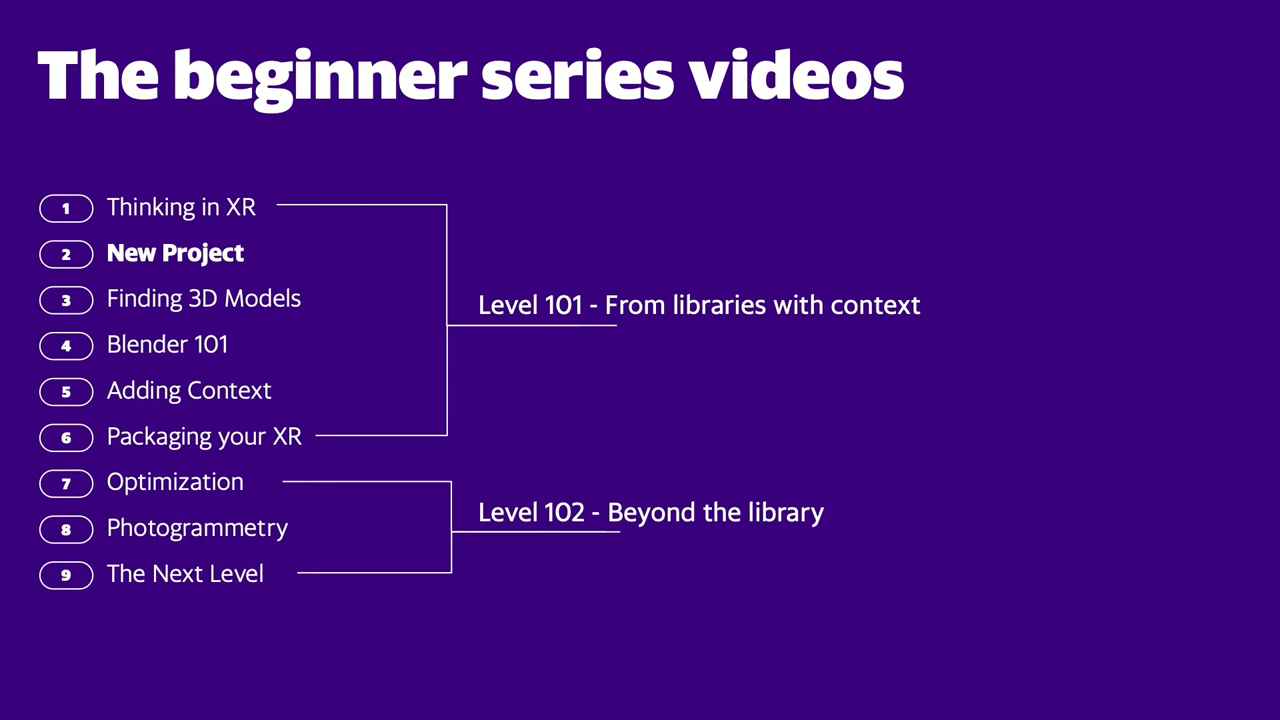 The beginner series videos
1 Thinking in XR
2 New Project
3 Finding 3D Models
4 Blender 101
5 Adding Context
6 Packaging your XR
Level 101 - From libraries with context
7 Optimization
8 Photogrammetry
9 The Next Level
Level 102 - Beyond the library